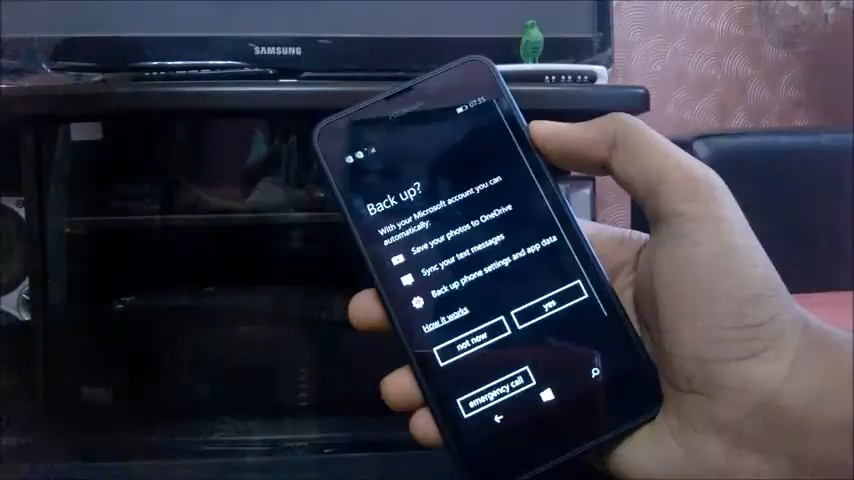 SAMSUNG
07:35
Back up?
With your Microsoft account you can
automatically:
Save your photos to OneDrive
Sync your text messages
Back up phone settings and app data
How it works
not now
yes
emergency call